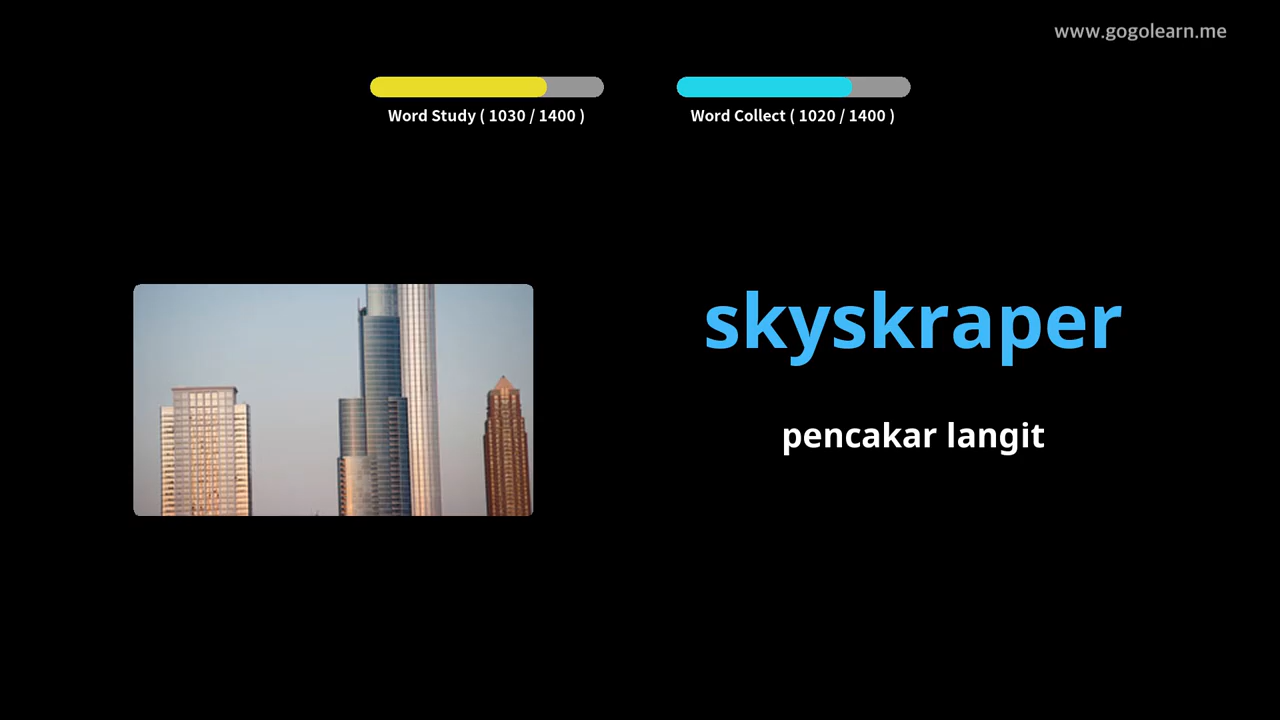 www.gogolearn.me
Word Study ( 1030 / 1400 )
Word Collect ( 1020 / 1400 )
skyskraper
pencakar langit